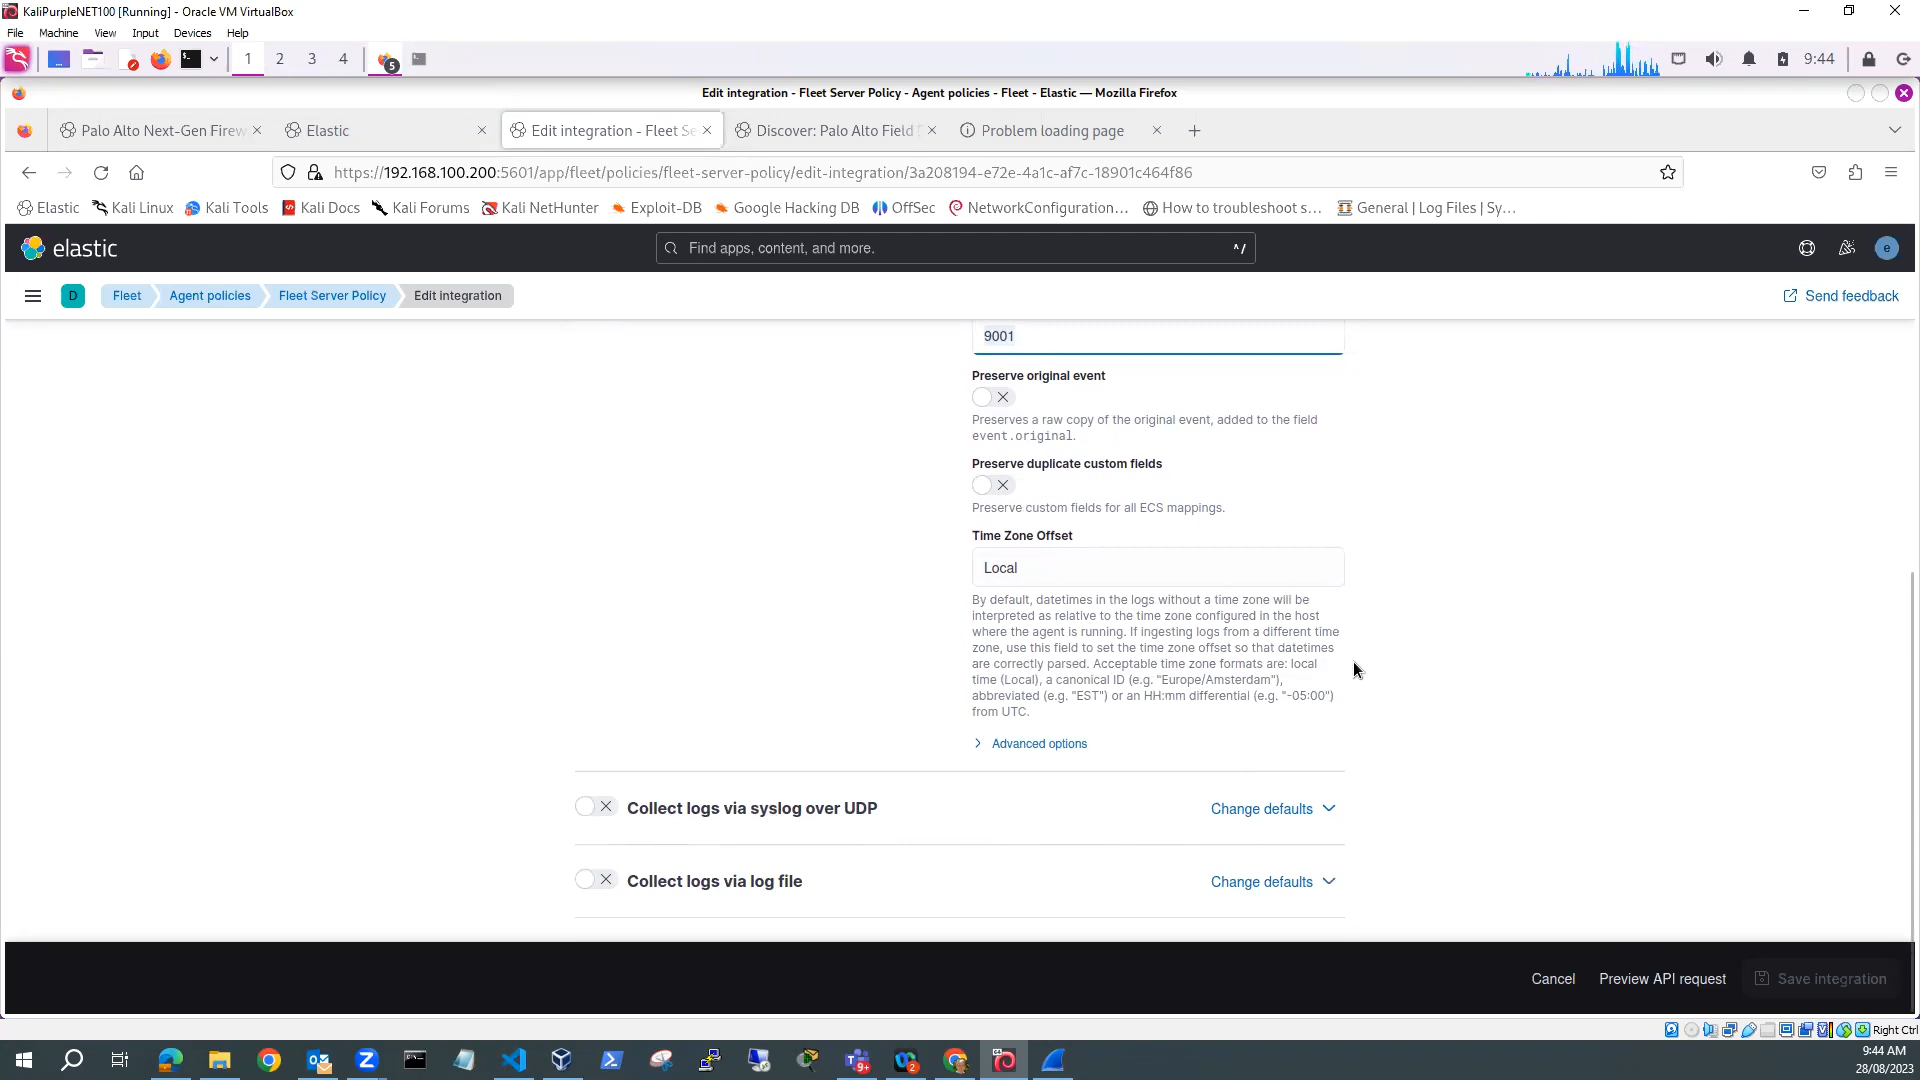 KaliPurpleNET100 [Running] - Oracle VM VirtualBox
File Machine View Input Devices Help
1 2 3 4 5 9:44
Edit integration - Fleet Server Policy - Agent policies - Fleet - Elastic — Mozilla Firefox
Palo Alto Next-Gen Firew Elastic Edit integration - Fleet Se Discover: Palo Alto Field Problem loading page
https://192.168.100.200:5601/app/fleet/policies/fleet-server-policy/edit-integration/3a208194-e72e-4a1c-af7c-18901c464f86
Elastic Kali Linux Kali Tools Kali Docs Kali Forums Kali NetHunter Exploit-DB Google Hacking DB OffSec NetworkConfiguration... How to troubleshoot s... General | Log Files | Sy...
elastic Find apps, content, and more. ^/ e
D Fleet Agent policies Fleet Server Policy Edit integration Send feedback
9001
Preserve original event
Preserves a raw copy of the original event, added to the field
event.original.
Preserve duplicate custom fields
Preserve custom fields for all ECS mappings.
Time Zone Offset
Local
By default, datetimes in the logs without a time zone will be
interpreted as relative to the time zone configured in the host
where the agent is running. If ingesting logs from a different time
zone, use this field to set the time zone offset so that datetimes
are correctly parsed. Acceptable time zone formats are: local
time (Local), a canonical ID (e.g. "Europe/Amsterdam"),
abbreviated (e.g. "EST") or an HH:mm differential (e.g. "-05:00")
from UTC.
Advanced options
Collect logs via syslog over UDP Change defaults
Collect logs via log file Change defaults
Cancel Preview API request Save integration
Right Ctrl
9+ 2 9:44 AM
28/08/2023